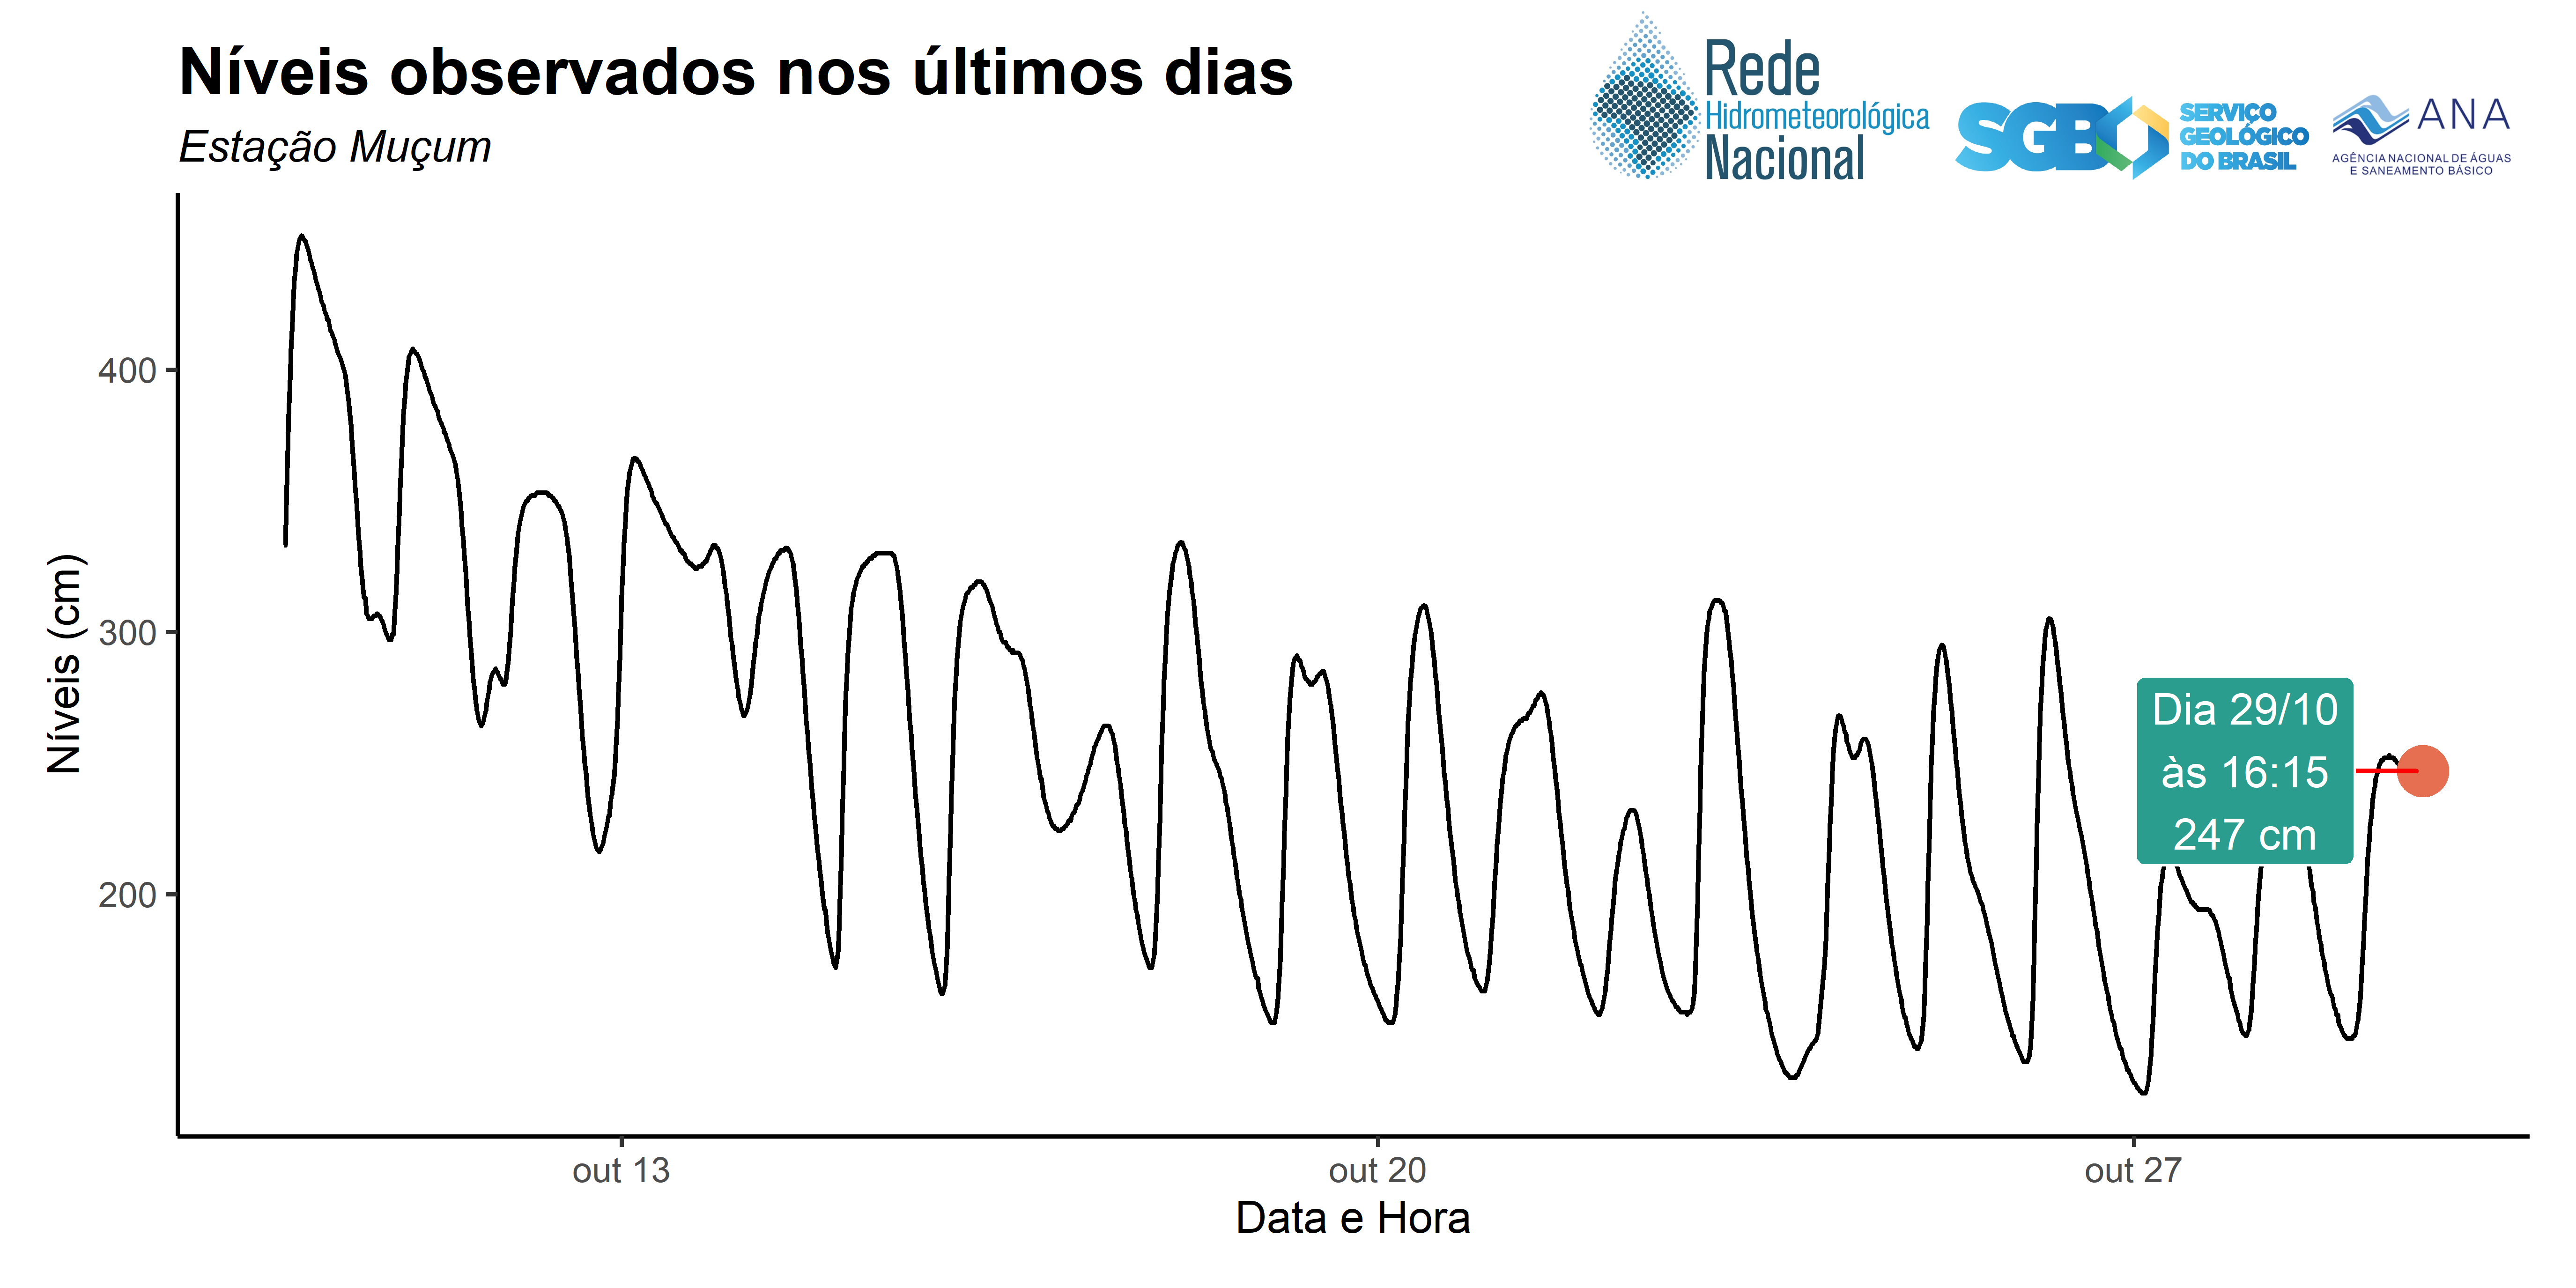 Níveis observados nos últimos dias
Estação Muçum
Rede
Hidrometeorológica
Nacional
SGB
SERVIÇO
GEOLÓGICO
DO BRASIL
ANA
AGÊNCIA NACIONAL DE ÁGUAS
E SANEAMENTO BÁSICO
Níveis (cm)
400
300
200
Dia 29/10
às 16:15
247 cm
out 13
out 20
out 27
Data e Hora